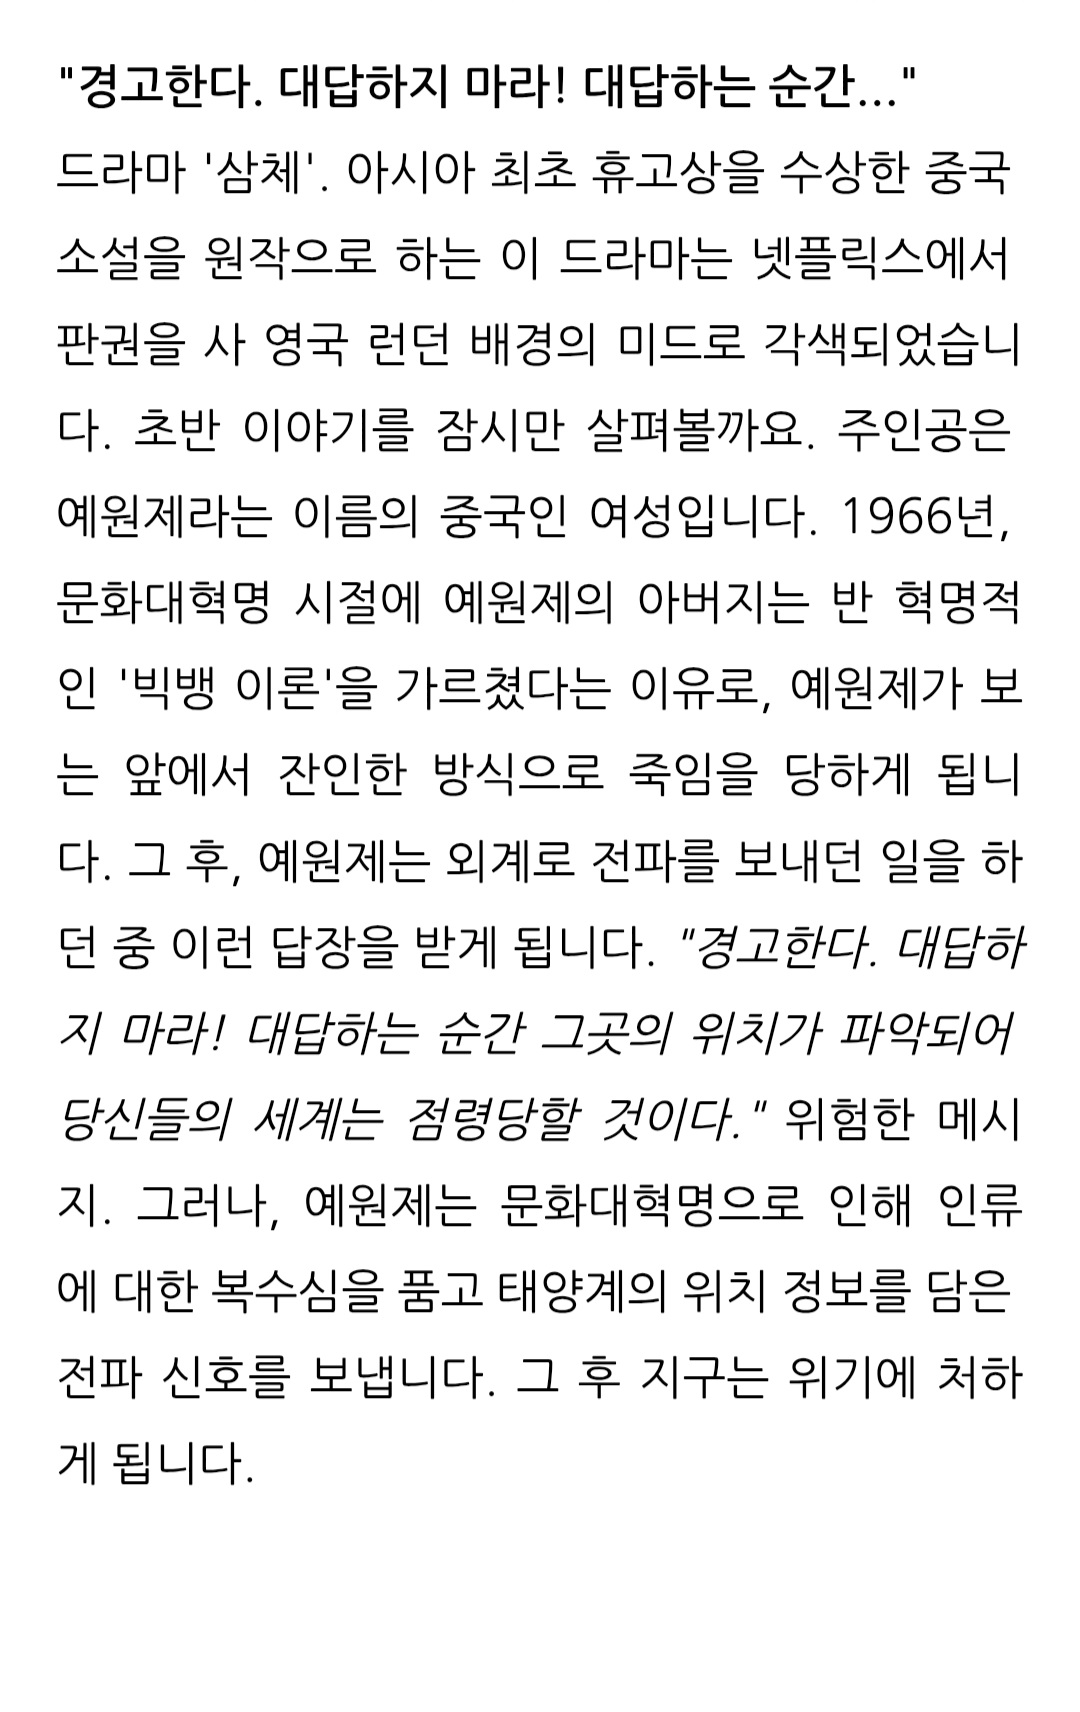 "경고한다. 대답하지 마라! 대답하는 순간..."
드라마 '삼체'. 아시아 최초 휴고상을 수상한 중국
소설을 원작으로 하는 이 드라마는 넷플릭스에서
판권을 사 영국 런던 배경의 미드로 각색되었습니
다. 초반 이야기를 잠시만 살펴볼까요. 주인공은
예원제라는 이름의 중국인 여성입니다. 1966년,
문화대혁명 시절에 예원제의 아버지는 반 혁명적
인 '빅뱅 이론'을 가르쳤다는 이유로, 예원제가 보
는 앞에서 잔인한 방식으로 죽임을 당하게 됩니
다. 그 후, 예원제는 외계로 전파를 보내던 일을 하
던 중 이런 답장을 받게 됩니다. "경고한다. 대답하
지 마라! 대답하는 순간 그곳의 위치가 파악되어
당신들의 세계는 점령당할 것이다." 위험한 메시
지. 그러나, 예원제는 문화대혁명으로 인해 인류
에 대한 복수심을 품고 태양계의 위치 정보를 담은
전파 신호를 보냅니다. 그 후 지구는 위기에 처하
게 됩니다.